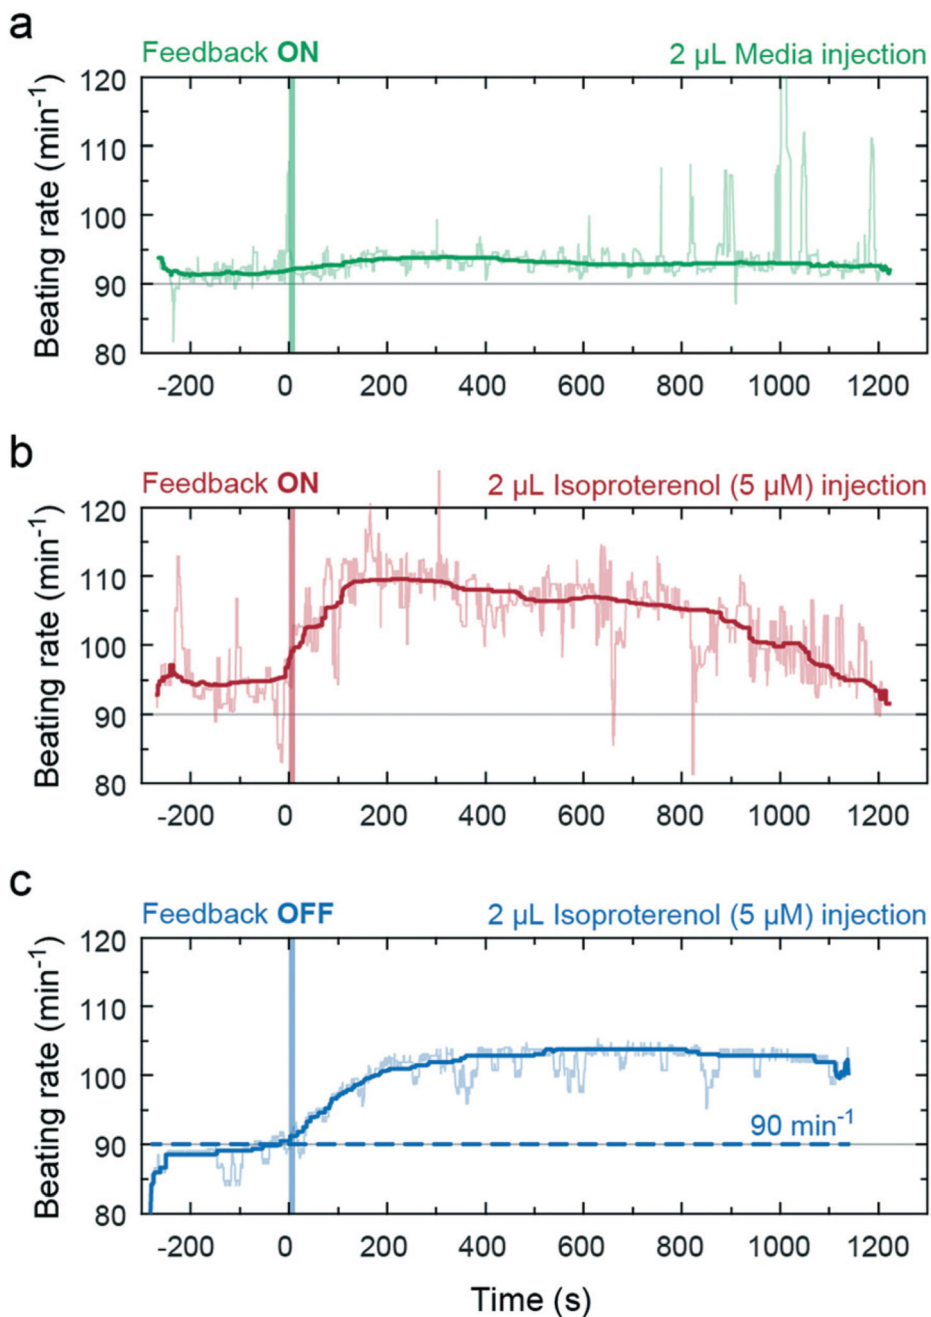 a
Feedback ON 2 µL Media injection
120
110
100
90
80
Beating rate (min⁻¹)
-200 0 200 400 600 800 1000 1200
b
Feedback ON 2 µL Isoproterenol (5 µM) injection
120
110
100
90
80
Beating rate (min⁻¹)
-200 0 200 400 600 800 1000 1200
c
Feedback OFF 2 µL Isoproterenol (5 µM) injection
120
110
100
90
80
Beating rate (min⁻¹)
90 min⁻¹
-200 0 200 400 600 800 1000 1200
Time (s)